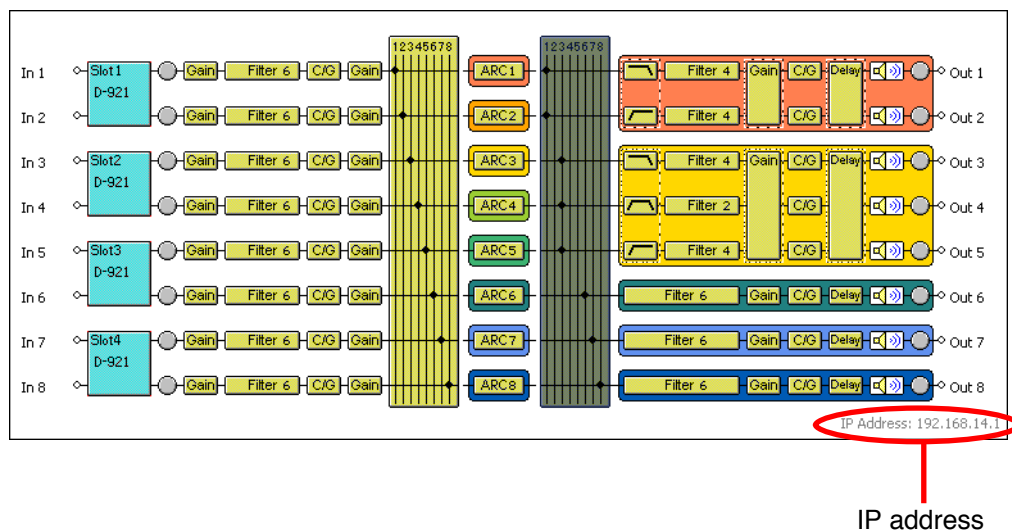 12345678 12345678
In 1 Slot1 Gain Filter 6 C/G Gain ARC1 Filter 4 Gain C/G Delay Out 1
D-921
In 2 Gain Filter 6 C/G Gain ARC2 Filter 4 C/G Out 2
In 3 Slot2 Gain Filter 6 C/G Gain ARC3 Filter 4 Gain C/G Delay Out 3
D-921
In 4 Gain Filter 6 C/G Gain ARC4 Filter 2 C/G Out 4
In 5 Slot3 Gain Filter 6 C/G Gain ARC5 Filter 4 C/G Out 5
D-921
In 6 Gain Filter 6 C/G Gain ARC6 Filter 6 Gain C/G Delay Out 6
In 7 Slot4 Gain Filter 6 C/G Gain ARC7 Filter 6 Gain C/G Delay Out 7
D-921
In 8 Gain Filter 6 C/G Gain ARC8 Filter 6 Gain C/G Delay Out 8
IP Address: 192.168.14.1
IP address